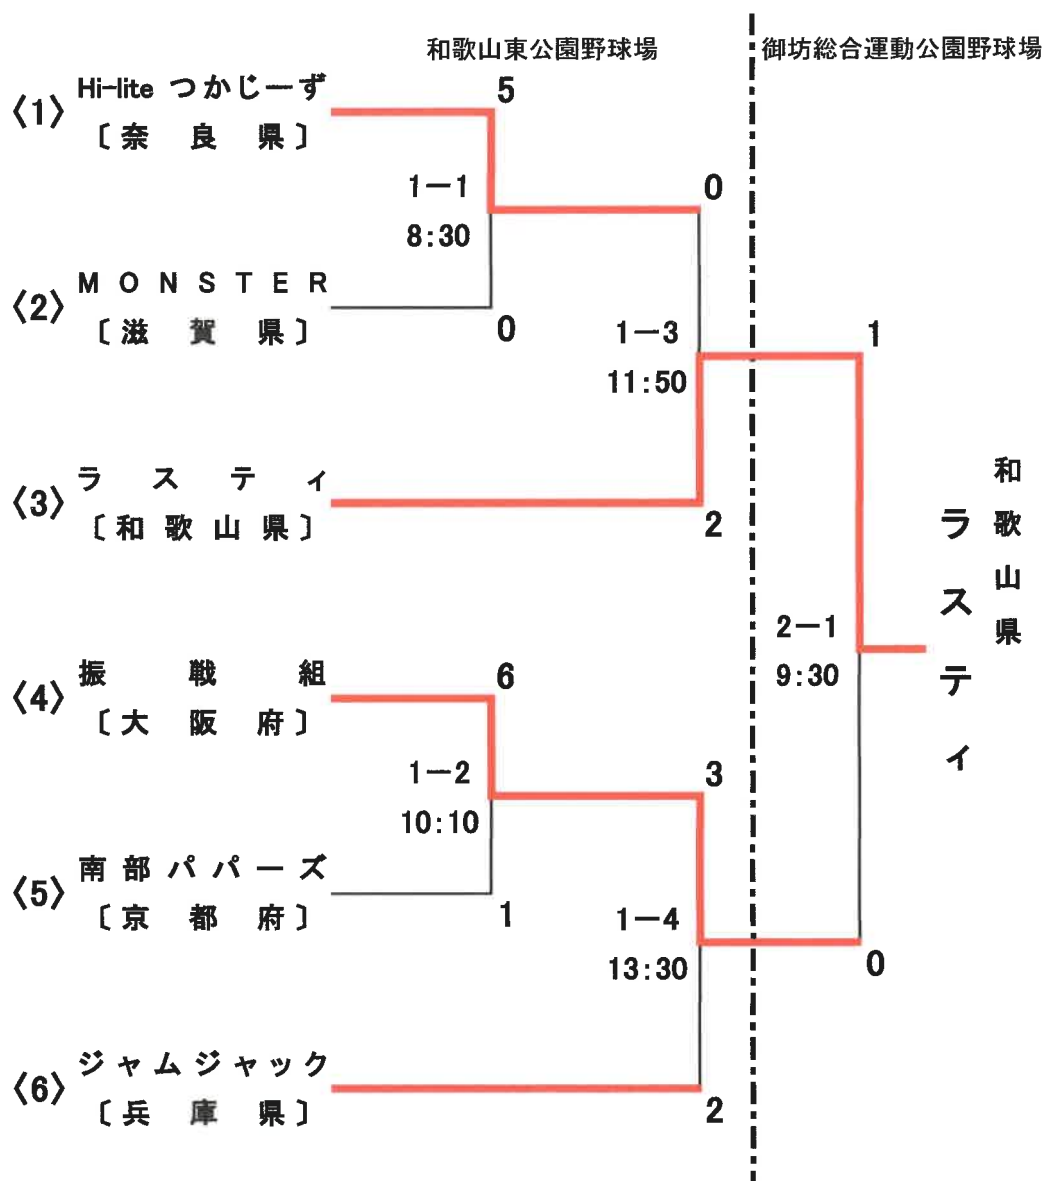 和歌山東公園野球場
御坊総合運動公園野球場
〈1〉
Hi-lite つかじーず
〔奈良県〕
5
1－1
8:30
0
〈2〉
MONSTER
〔滋賀県〕
0
1－3
11:50
1
〈3〉
ラスティ
〔和歌山県〕
2
和歌山県
ラスティ
2－1
9:30
〈4〉
振戦組
〔大阪府〕
6
1－2
10:10
3
〈5〉
南部パパーズ
〔京都府〕
1
1－4
13:30
0
〈6〉
ジャムジャック
〔兵庫県〕
2